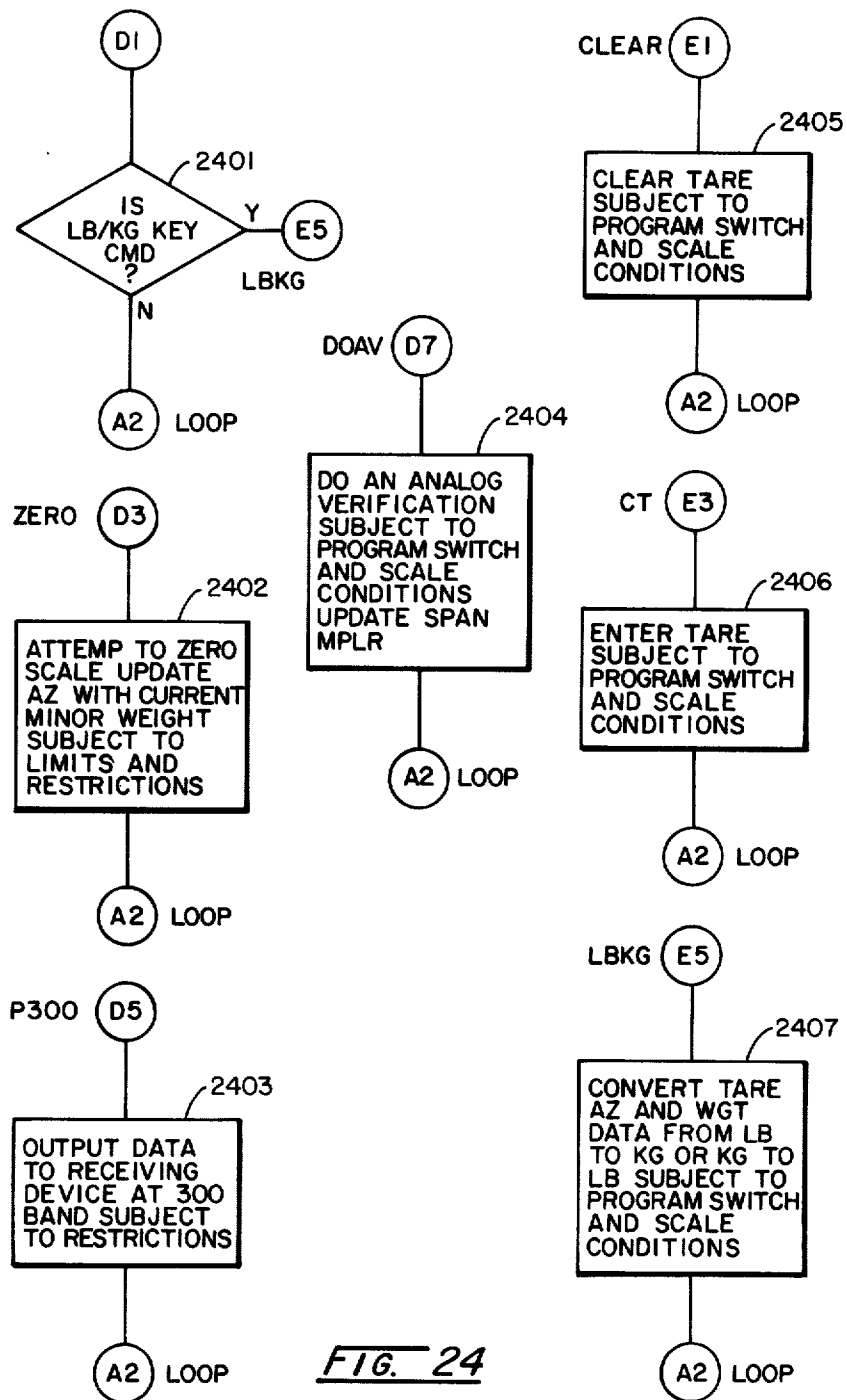 D1
2401
IS
LB/KG KEY
CMD
?
Y
E5
LBKG
N
A2 LOOP
ZERO D3
2402
ATTEMP TO ZERO
SCALE UPDATE
AZ WITH CURRENT
MINOR WEIGHT
SUBJECT TO
LIMITS AND
RESTRICTIONS
A2 LOOP
P300 D5
2403
OUTPUT DATA
TO RECEIVING
DEVICE AT 300
BAND SUBJECT
TO RESTRICTIONS
A2 LOOP
DOAV D7
2404
DO AN ANALOG
VERIFICATION
SUBJECT TO
PROGRAM SWITCH
AND SCALE
CONDITIONS
UPDATE SPAN
MPLR
A2 LOOP
CLEAR E1
2405
CLEAR TARE
SUBJECT TO
PROGRAM SWITCH
AND SCALE
CONDITIONS
A2 LOOP
CT E3
2406
ENTER TARE
SUBJECT TO
PROGRAM SWITCH
AND SCALE
CONDITIONS
A2 LOOP
LBKG E5
2407
CONVERT TARE
AZ AND WGT
DATA FROM LB
TO KG OR KG TO
LB SUBJECT TO
PROGRAM SWITCH
AND SCALE
CONDITIONS
A2 LOOP
FIG. 24